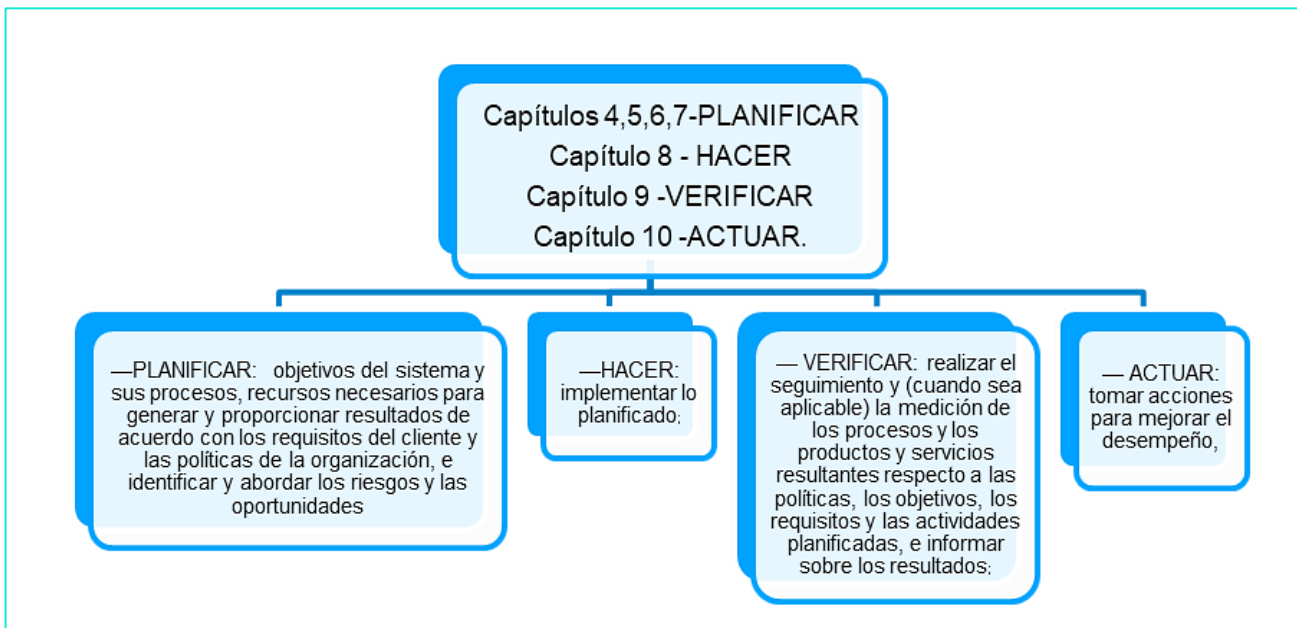 Capítulos 4,5,6,7-PLANIFICAR
Capítulo 8 - HACER
Capítulo 9 -VERIFICAR
Capítulo 10 -ACTUAR.
—PLANIFICAR: objetivos del sistema y
sus procesos, recursos necesarios para
generar y proporcionar resultados de
acuerdo con los requisitos del cliente y
las políticas de la organización, e
identificar y abordar los riesgos y las
oportunidades
—HACER:
implementar lo
planificado;
— VERIFICAR: realizar el
seguimiento y (cuando sea
aplicable) la medición de
los procesos y los
productos y servicios
resultantes respecto a las
políticas, los objetivos, los
requisitos y las actividades
planificadas, e informar
sobre los resultados;
— ACTUAR:
tomar acciones
para mejorar el
desempeño,